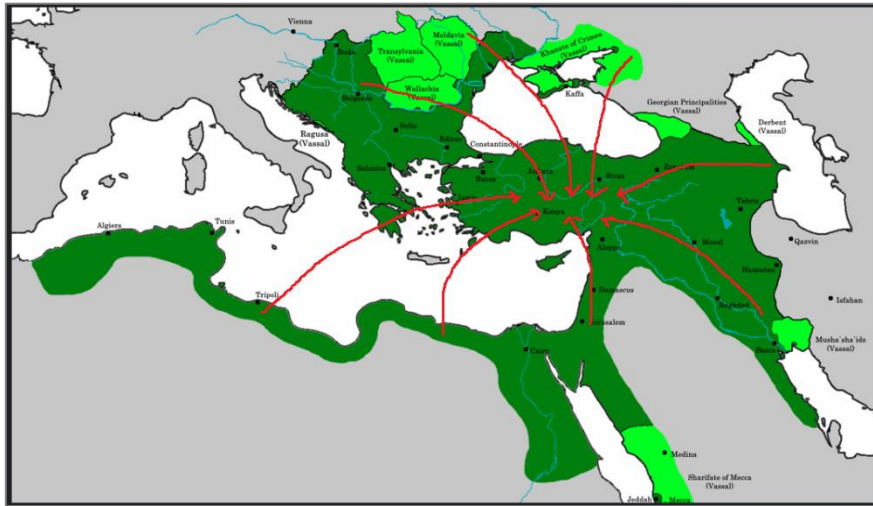 Vienna
Buda
Moldavia
(Vassal)
Transylvania
(Vassal)
Khanate of Crimea
(Vassal)
Wallachia
(Vassal)
Belgrade
Kaffa
Georgian Principalities
(Vassal)
Derbent
(Vassal)
Ragusa
(Vassal)
Sofia
Edirne
Constantinople
Salonica
Bursa
Sivas
Tabriz
Konya
Algiers
Tunis
Aleppo
Mosul
Qazvin
Hamadan
Tripoli
Damascus
Baghdad
Isfahan
Jerusalem
Musha'sha'ids
(Vassal)
Cairo
Basra
Medina
Sharifate of Mecca
(Vassal)
Jeddah
Mecca